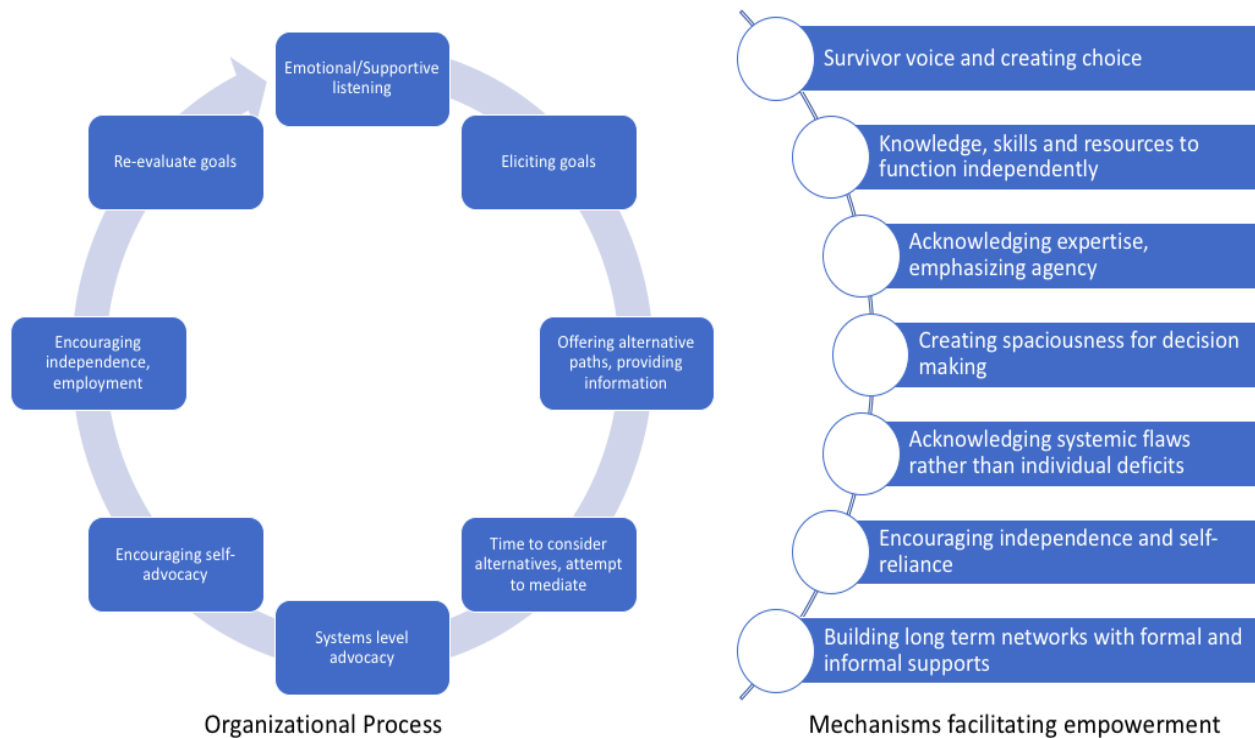 Emotional/Supportive
listening
Eliciting goals
Offering alternative
paths, providing
information
Time to consider
alternatives, attempt
to mediate
Systems level
advocacy
Encouraging self-
advocacy
Encouraging
independence,
employment
Re-evaluate goals
Organizational Process
Survivor voice and creating choice
Knowledge, skills and resources to
function independently
Acknowledging expertise,
emphasizing agency
Creating spaciousness for decision
making
Acknowledging systemic flaws
rather than individual deficits
Encouraging independence and self-
reliance
Building long term networks with formal and
informal supports
Mechanisms facilitating empowerment